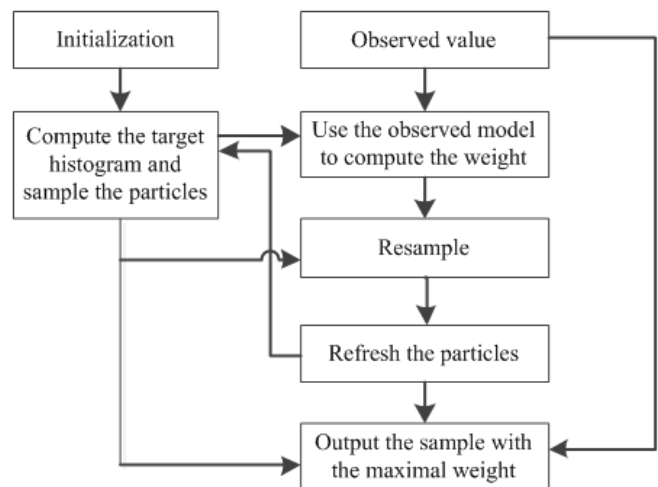 Initialization
Observed value
Compute the target
histogram and
sample the particles
Use the observed model
to compute the weight
Resample
Refresh the particles
Output the sample with
the maximal weight